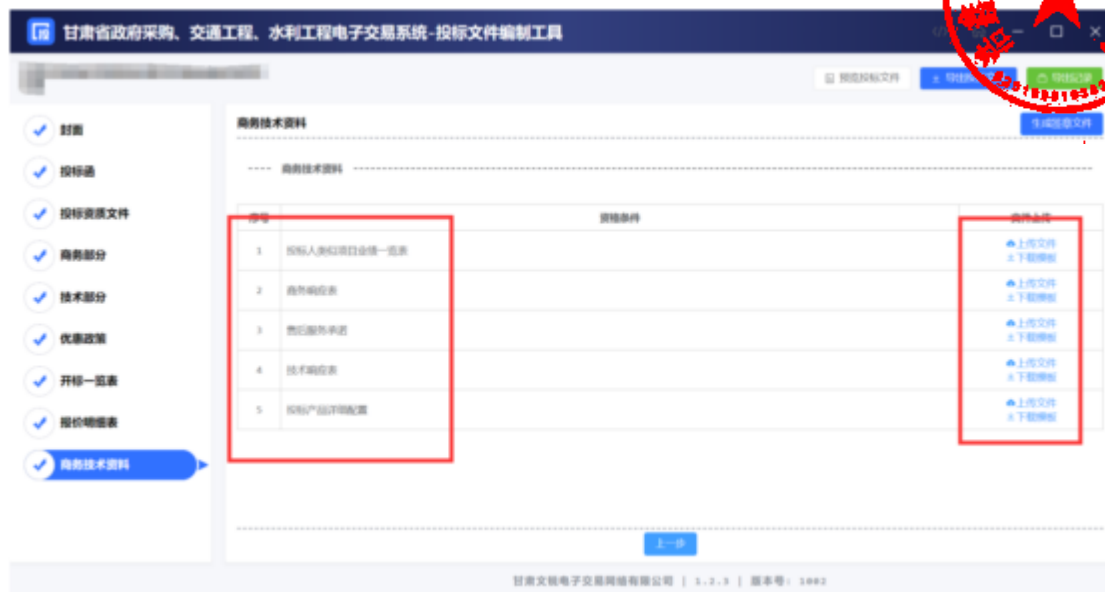 甘肃省政府采购、交通工程、水利工程电子交易系统-投标文件编制工具
预览投标文件
生成签章文件
封面
投标函
投标资质文件
商务部分
技术部分
优惠政策
开标一览表
报价明细表
商务技术资料
商务技术资料
商务技术资料
序号 资格条件 文件上传
1 投标人类似项目业绩一览表 上传文件
下载模板
2 商务响应表 上传文件
下载模板
3 售后服务承诺 上传文件
下载模板
4 技术响应表 上传文件
下载模板
5 投标产品详细配置 上传文件
下载模板
上一步
甘肃文锐电子交易网络有限公司 | 1.2.3 | 版本号: 1002